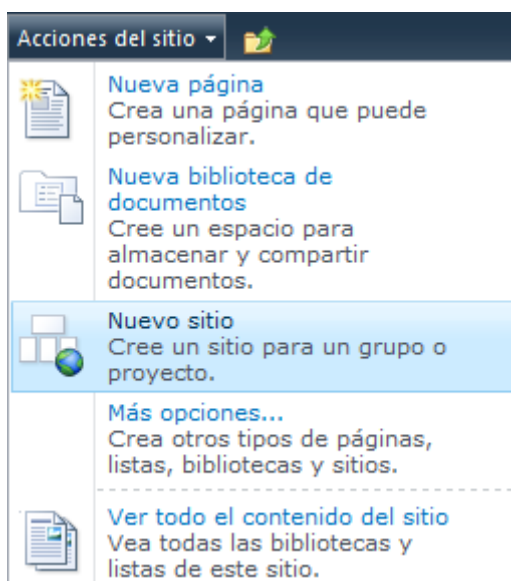 Acciones del sitio
Nueva página
Crea una página que puede
personalizar.
Nueva biblioteca de
documentos
Cree un espacio para
almacenar y compartir
documentos.
Nuevo sitio
Cree un sitio para un grupo o
proyecto.
Más opciones...
Crea otros tipos de páginas,
listas, bibliotecas y sitios.
Ver todo el contenido del sitio
Vea todas las bibliotecas y
listas de este sitio.